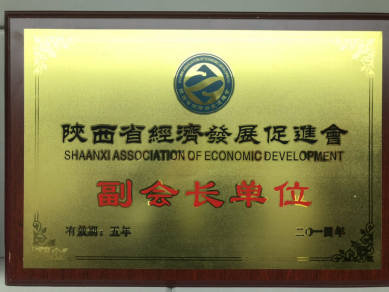 陝西省經濟發展促進會
SHAANXI ASSOCIATION OF ECONOMIC DEVELOPMENT
副会长单位
有效期：五年
二〇一四年